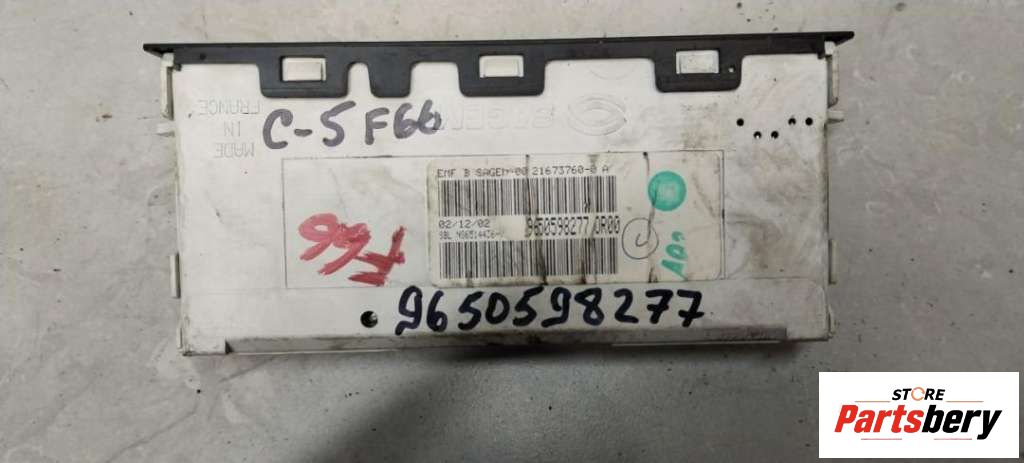 MADE
IN
FRANCE
SAGEM
C-5 F66
EMF B SAGEM-00 21673760-0 A
02/12/02
9650598277 0R00
F66
9650598277
STORE
Partsbery